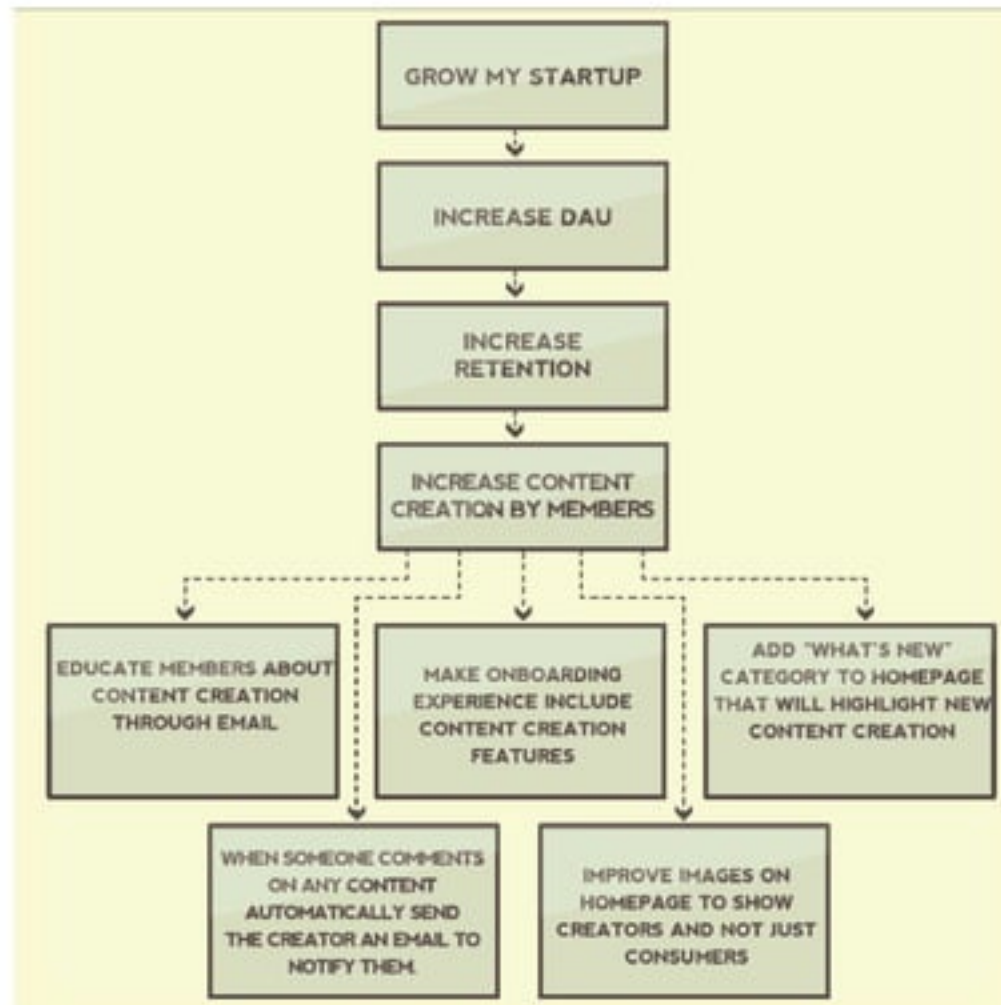 GROW MY STARTUP
INCREASE DAU
INCREASE
RETENTION
INCREASE CONTENT
CREATION BY MEMBERS
EDUCATE MEMBERS ABOUT
CONTENT CREATION
THROUGH EMAIL
MAKE ONBOARDING
EXPERIENCE INCLUDE
CONTENT CREATION
FEATURES
ADD "WHAT'S NEW"
CATEGORY TO HOMEPAGE
THAT WILL HIGHLIGHT NEW
CONTENT CREATION
WHEN SOMEONE COMMENTS
ON ANY CONTENT
AUTOMATICALLY SEND
THE CREATOR AN EMAIL TO
NOTIFY THEM.
IMPROVE IMAGES ON
HOMEPAGE TO SHOW
CREATORS AND NOT JUST
CONSUMERS